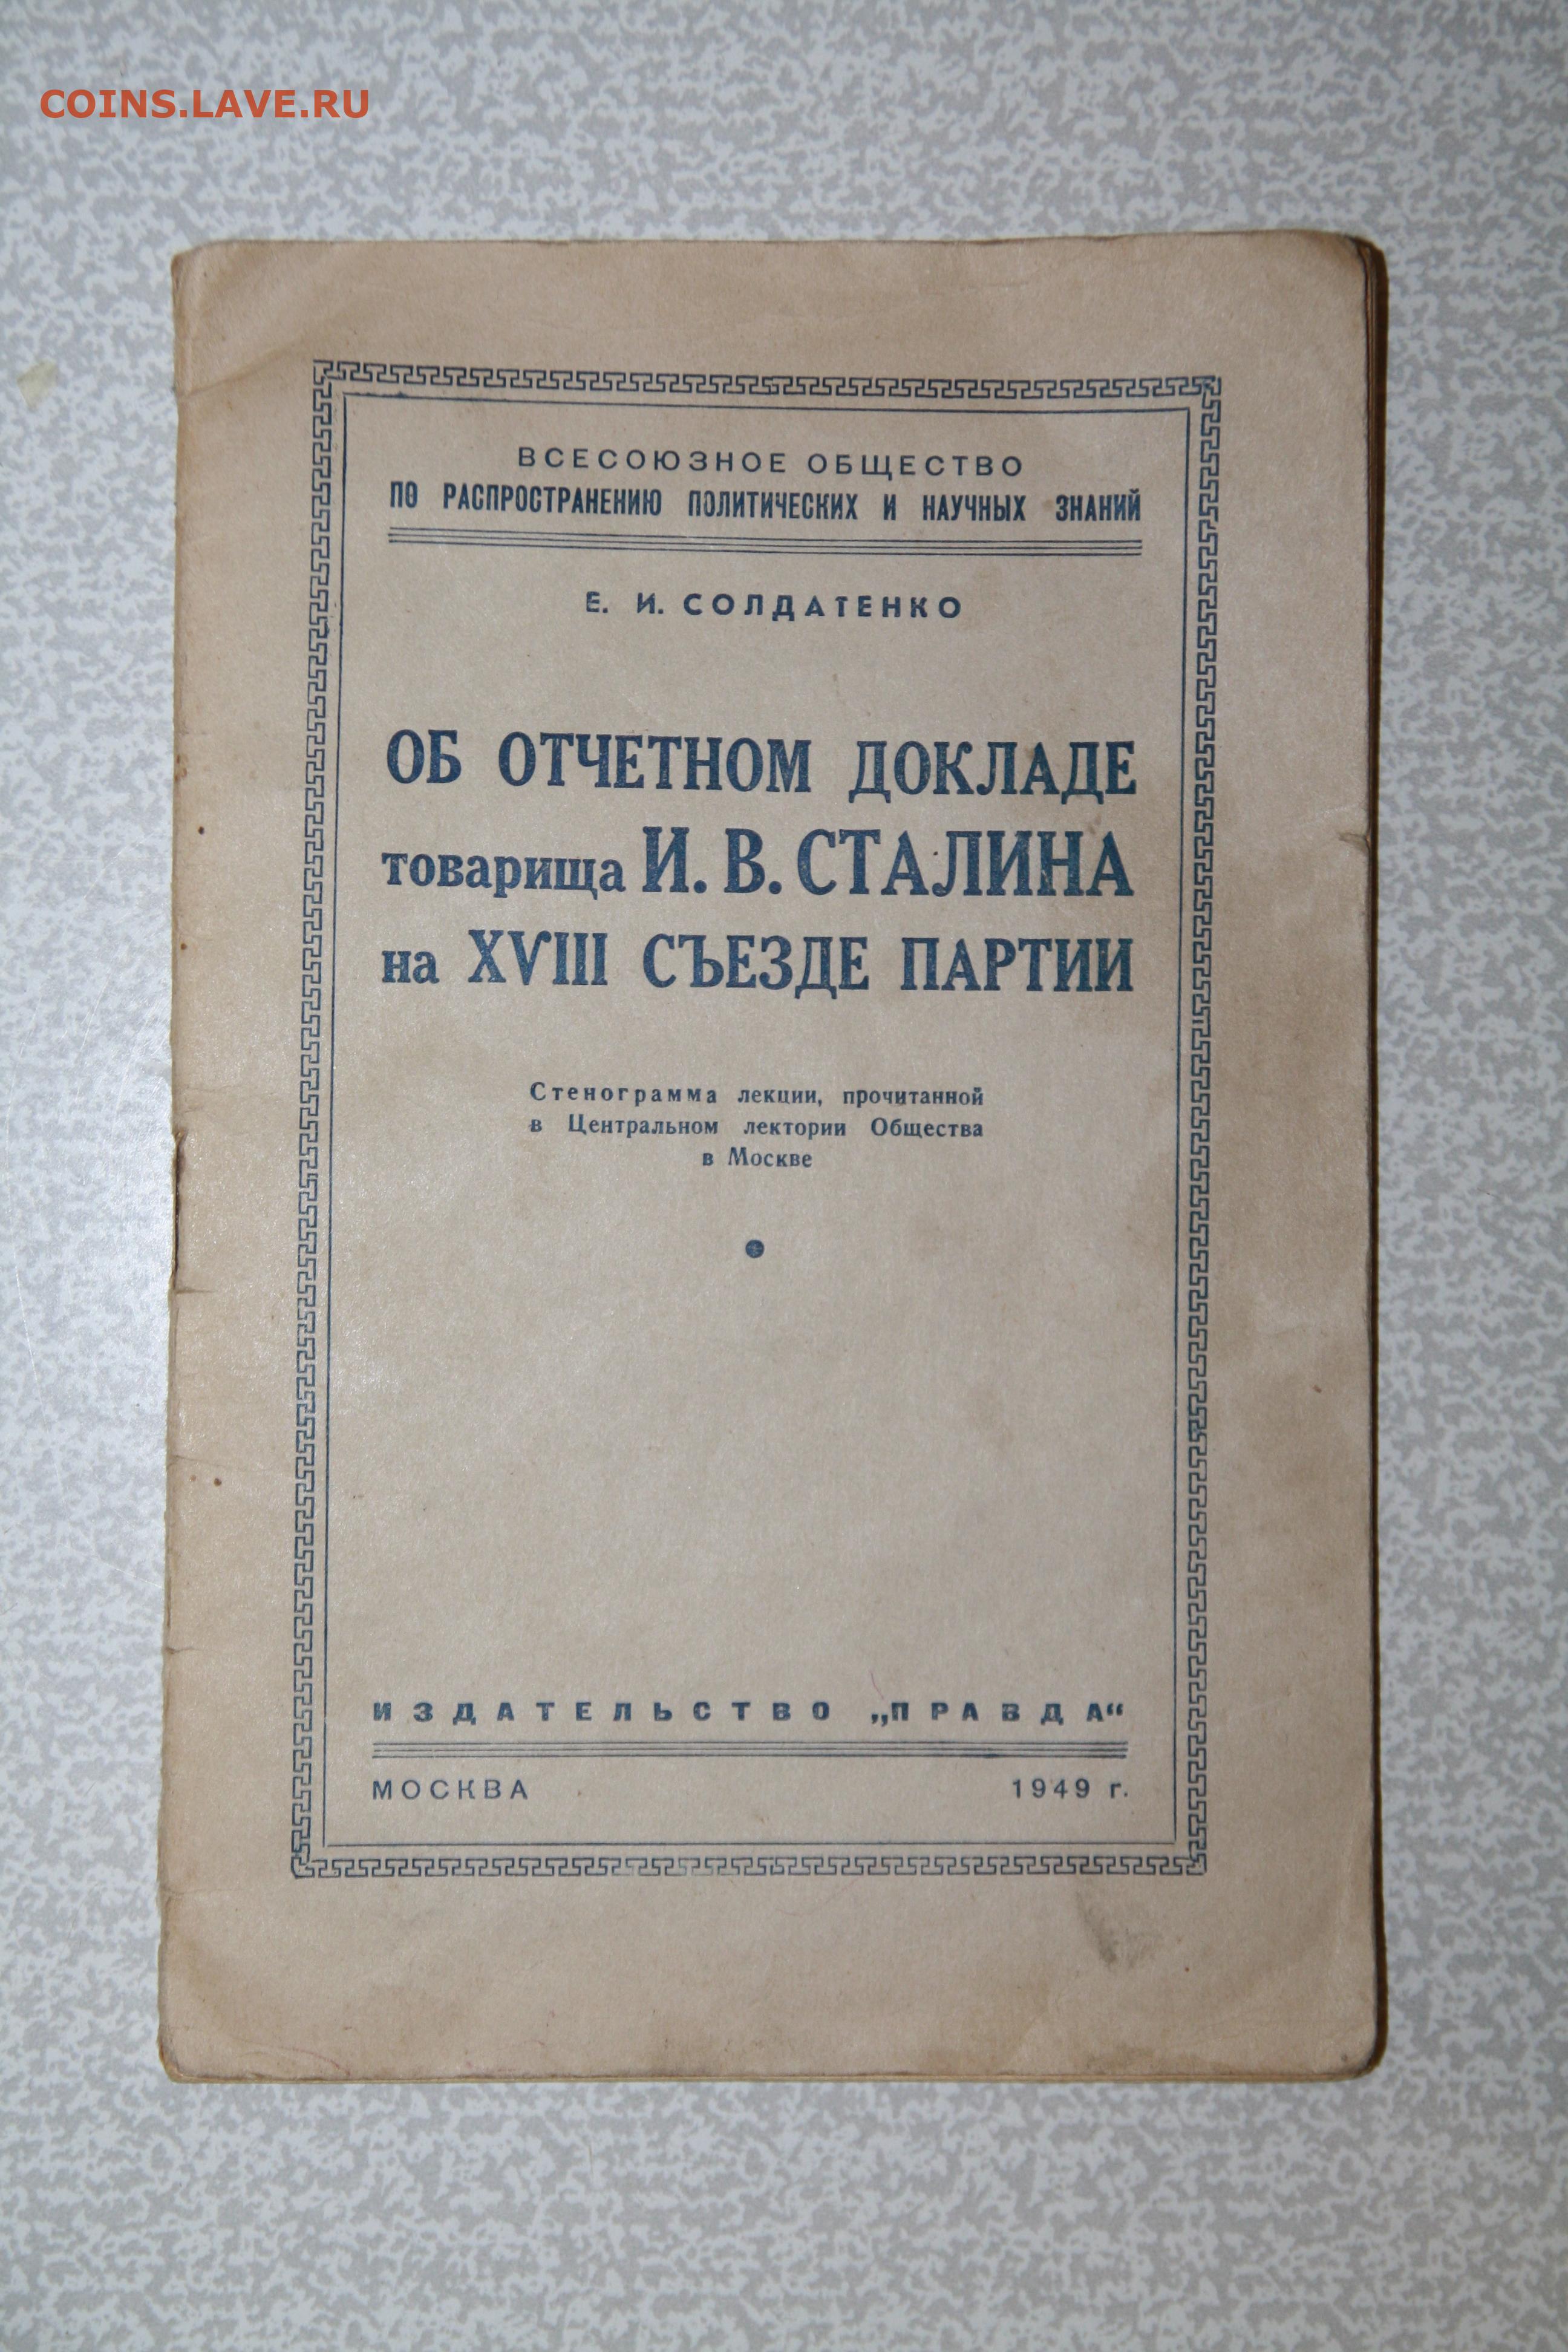 COINS.LAVE.RU
ВСЕСОЮЗНОЕ ОБЩЕСТВО
ПО РАСПРОСТРАНЕНИЮ ПОЛИТИЧЕСКИХ И НАУЧНЫХ ЗНАНИЙ
Е. И. СОЛДАТЕНКО
ОБ ОТЧЕТНОМ ДОКЛАДЕ
товарища И. В. СТАЛИНА
на XVIII СЪЕЗДЕ ПАРТИИ
Стенограмма лекции, прочитанной
в Центральном лектории Общества
в Москве
ИЗДАТЕЛЬСТВО „ПРАВДА“
МОСКВА 1949 г.